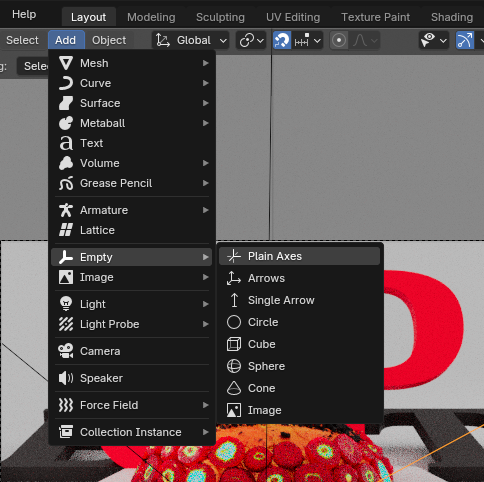 Help Layout Modeling Sculpting UV Editing Texture Paint Shading
Select Add Object Global
g: Sele
Mesh
Curve
Surface
Metaball
Text
Volume
Grease Pencil
Armature
Lattice
Empty
Image
Light
Light Probe
Camera
Speaker
Force Field
Collection Instance
Plain Axes
Arrows
Single Arrow
Circle
Cube
Sphere
Cone
Image